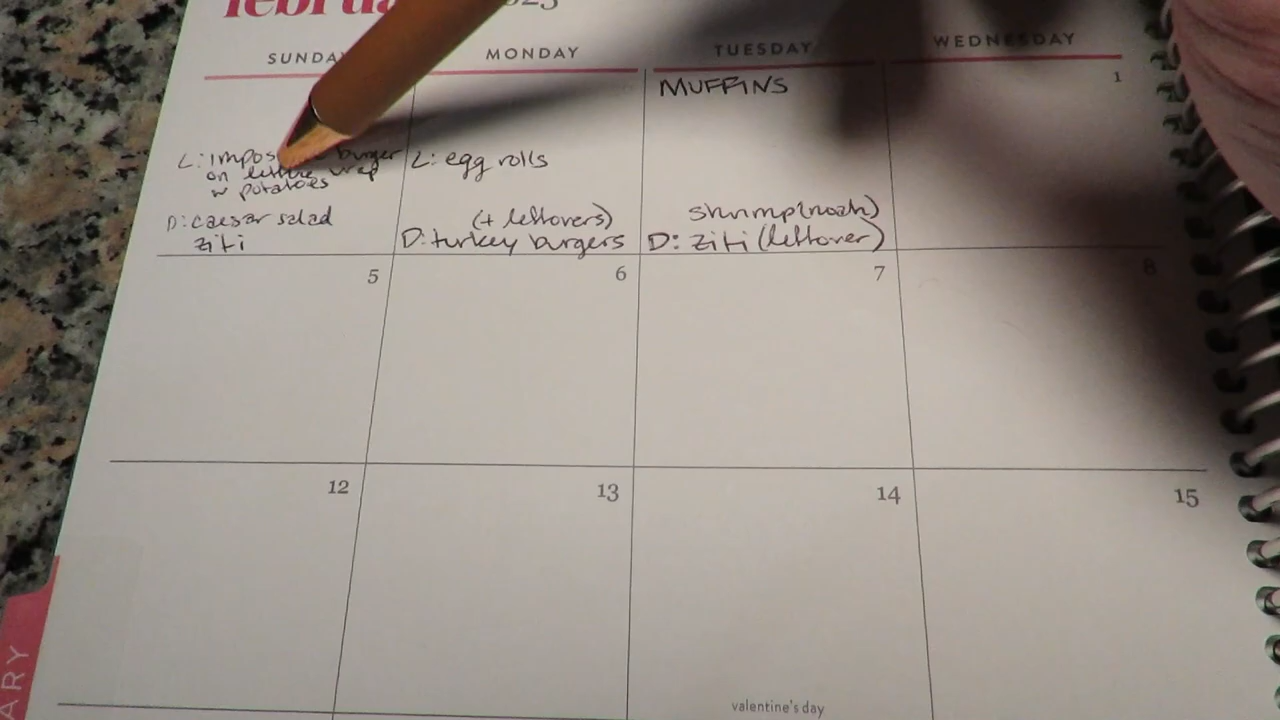 SUNDAY MONDAY TUESDAY WEDNESDAY
MUFFINS
1
L: burger
on lettuce wrap
w potatoes
D: caesar salad
ziti
L: egg rolls
(+ leftovers)
D: turkey burgers
shrimp (noah)
D: ziti (leftover)
5 6 7 8
12 13 14 15
valentine's day
ARY